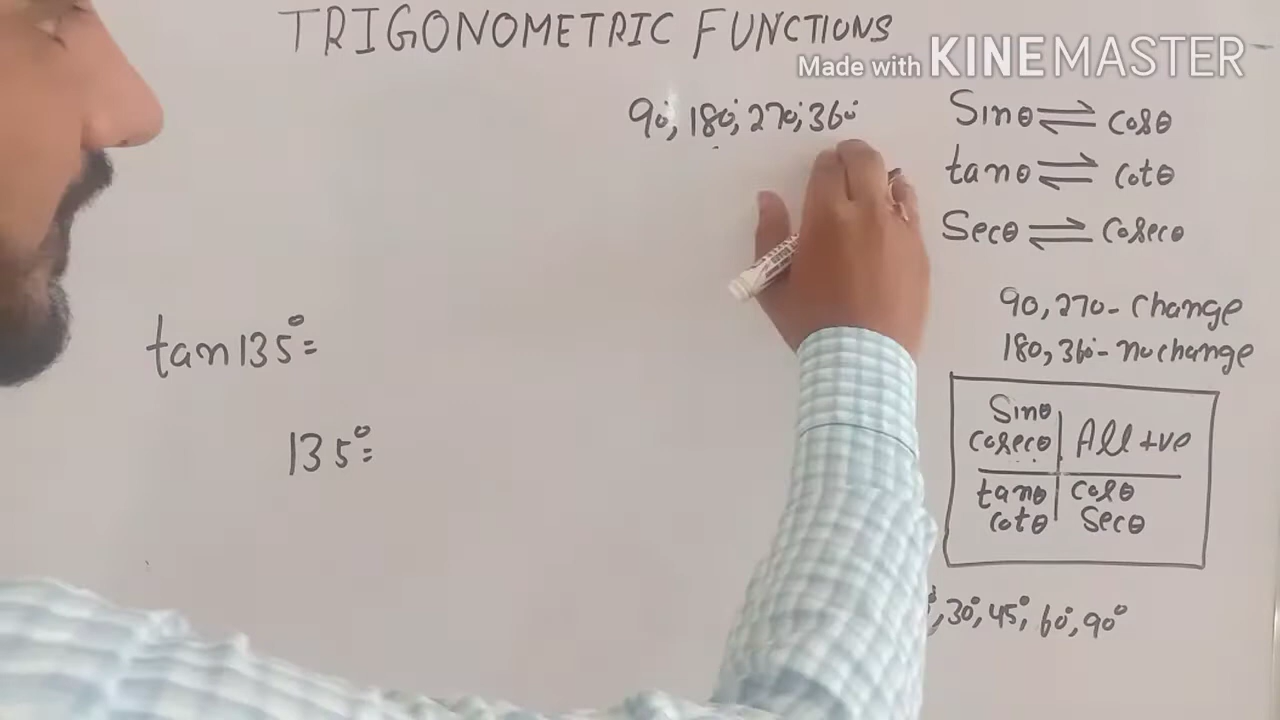 TRIGONOMETRIC FUNCTIONS
Made with KINEMASTER
90°, 180°, 270°, 360°
Sinθ ⇌ cosθ
tanθ ⇌ cotθ
Secθ ⇌ Cosecθ
90, 270 - Change
180, 360 - no change
tan 135° =
135° =
Sinθ
Cosecθ
All +ve
tanθ
cotθ
Cosθ
Secθ
, 30°, 45°, 60°, 90°